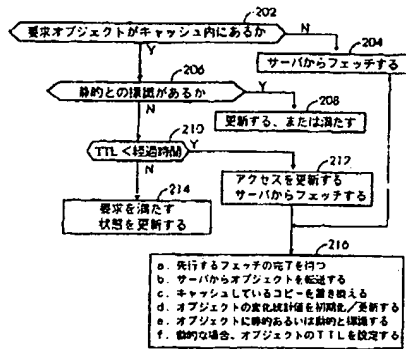 202
要求オブジェクトがキャッシュ内にあるか
N
Y
204
サーバからフェッチする
206
静的との標識があるか
Y
N
208
更新する、または満たす
210
TTL<経過時間
Y
N
212
アクセスを更新する
サーバからフェッチする
214
要求を満たす
状態を更新する
216
a. 先行するフェッチの完了を待つ
b. サーバからオブジェクトを転送する
c. キャッシュしているコピーを置き換える
d. オブジェクトの変化統計値を初期化/更新する
e. オブジェクトに静的あるいは動的と標識する
f. 動的な場合、オブジェクトのTTLを設定する